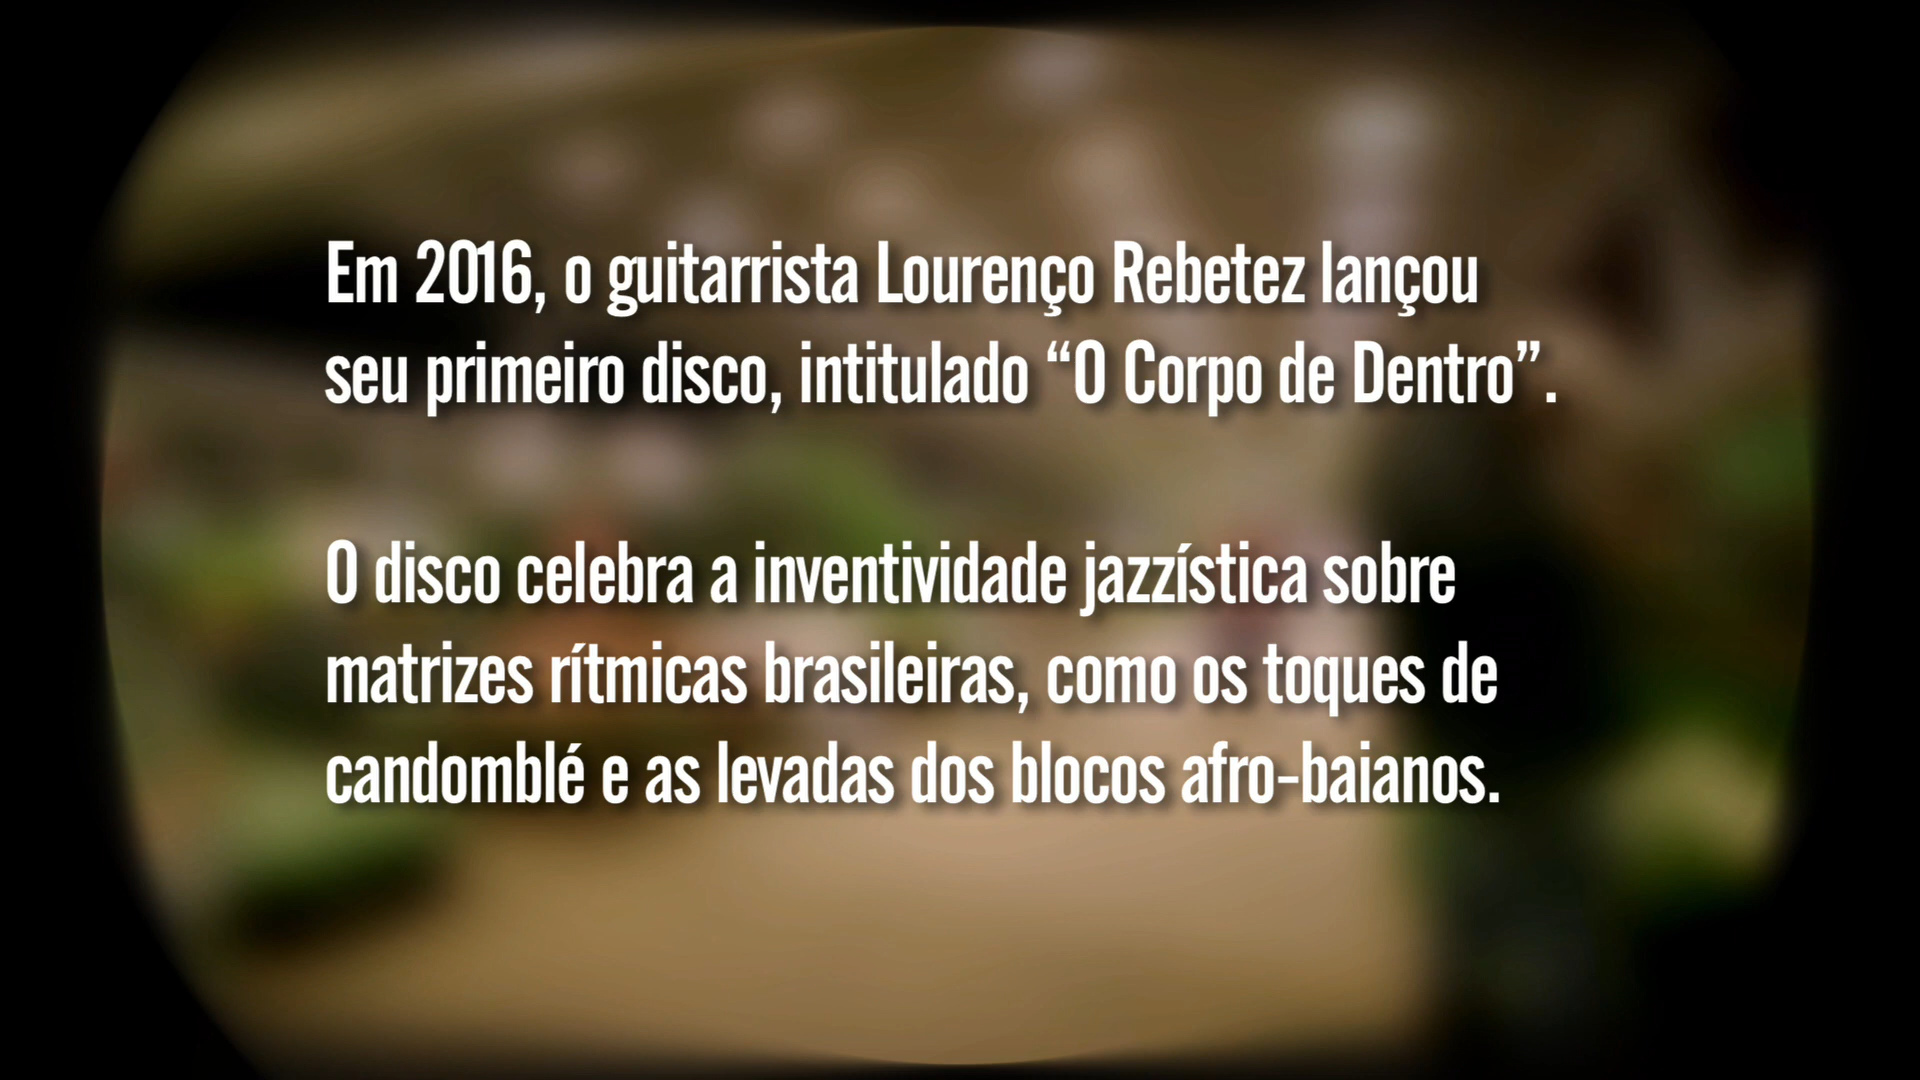 Em 2016, o guitarrista Lourenço Rebetez lançou
seu primeiro disco, intitulado “O Corpo de Dentro”.
O disco celebra a inventividade jazzística sobre
matrizes rítmicas brasileiras, como os toques de
candomblé e as levadas dos blocos afro-baianos.